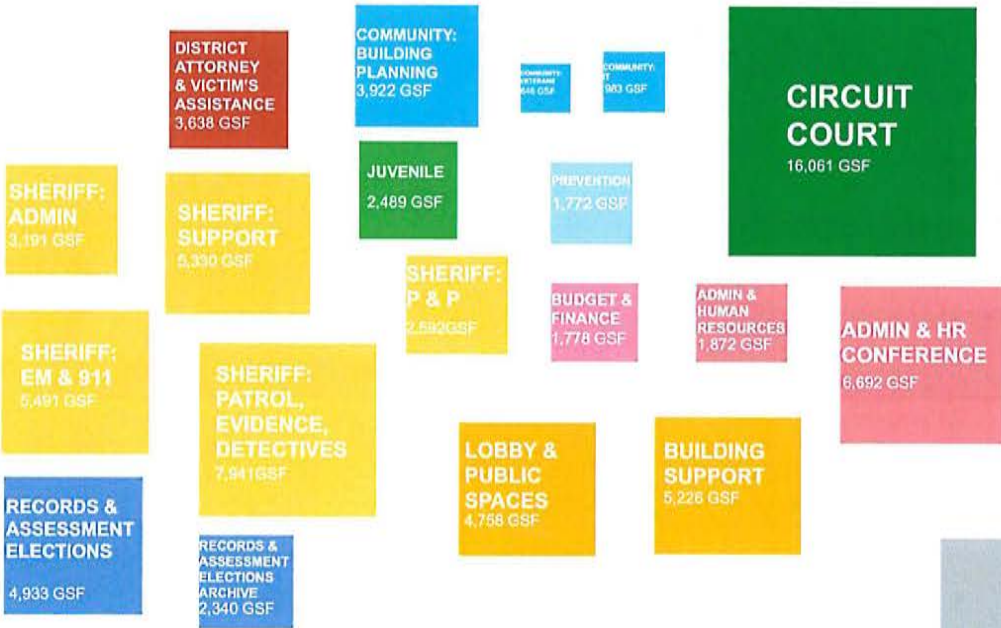 DISTRICT
ATTORNEY
& VICTIM'S
ASSISTANCE
3,638 GSF
COMMUNITY:
BUILDING
PLANNING
3,922 GSF
COMMUNITY:
VETERANS
646 GSF
COMMUNITY:
IT
983 GSF
CIRCUIT
COURT
16,061 GSF
SHERIFF:
ADMIN
3,191 GSF
SHERIFF:
SUPPORT
5,330 GSF
JUVENILE
2,489 GSF
PREVENTION
1,772 GSF
SHERIFF:
P & P
2,592GSF
BUDGET &
FINANCE
1,778 GSF
ADMIN &
HUMAN
RESOURCES
1,872 GSF
ADMIN & HR
CONFERENCE
6,692 GSF
SHERIFF:
EM & 911
5,491 GSF
SHERIFF:
PATROL,
EVIDENCE,
DETECTIVES
7,941GSF
LOBBY &
PUBLIC
SPACES
4,758 GSF
BUILDING
SUPPORT
5,226 GSF
RECORDS &
ASSESSMENT
ELECTIONS
4,933 GSF
RECORDS &
ASSESSMENT
ELECTIONS
ARCHIVE
2,340 GSF